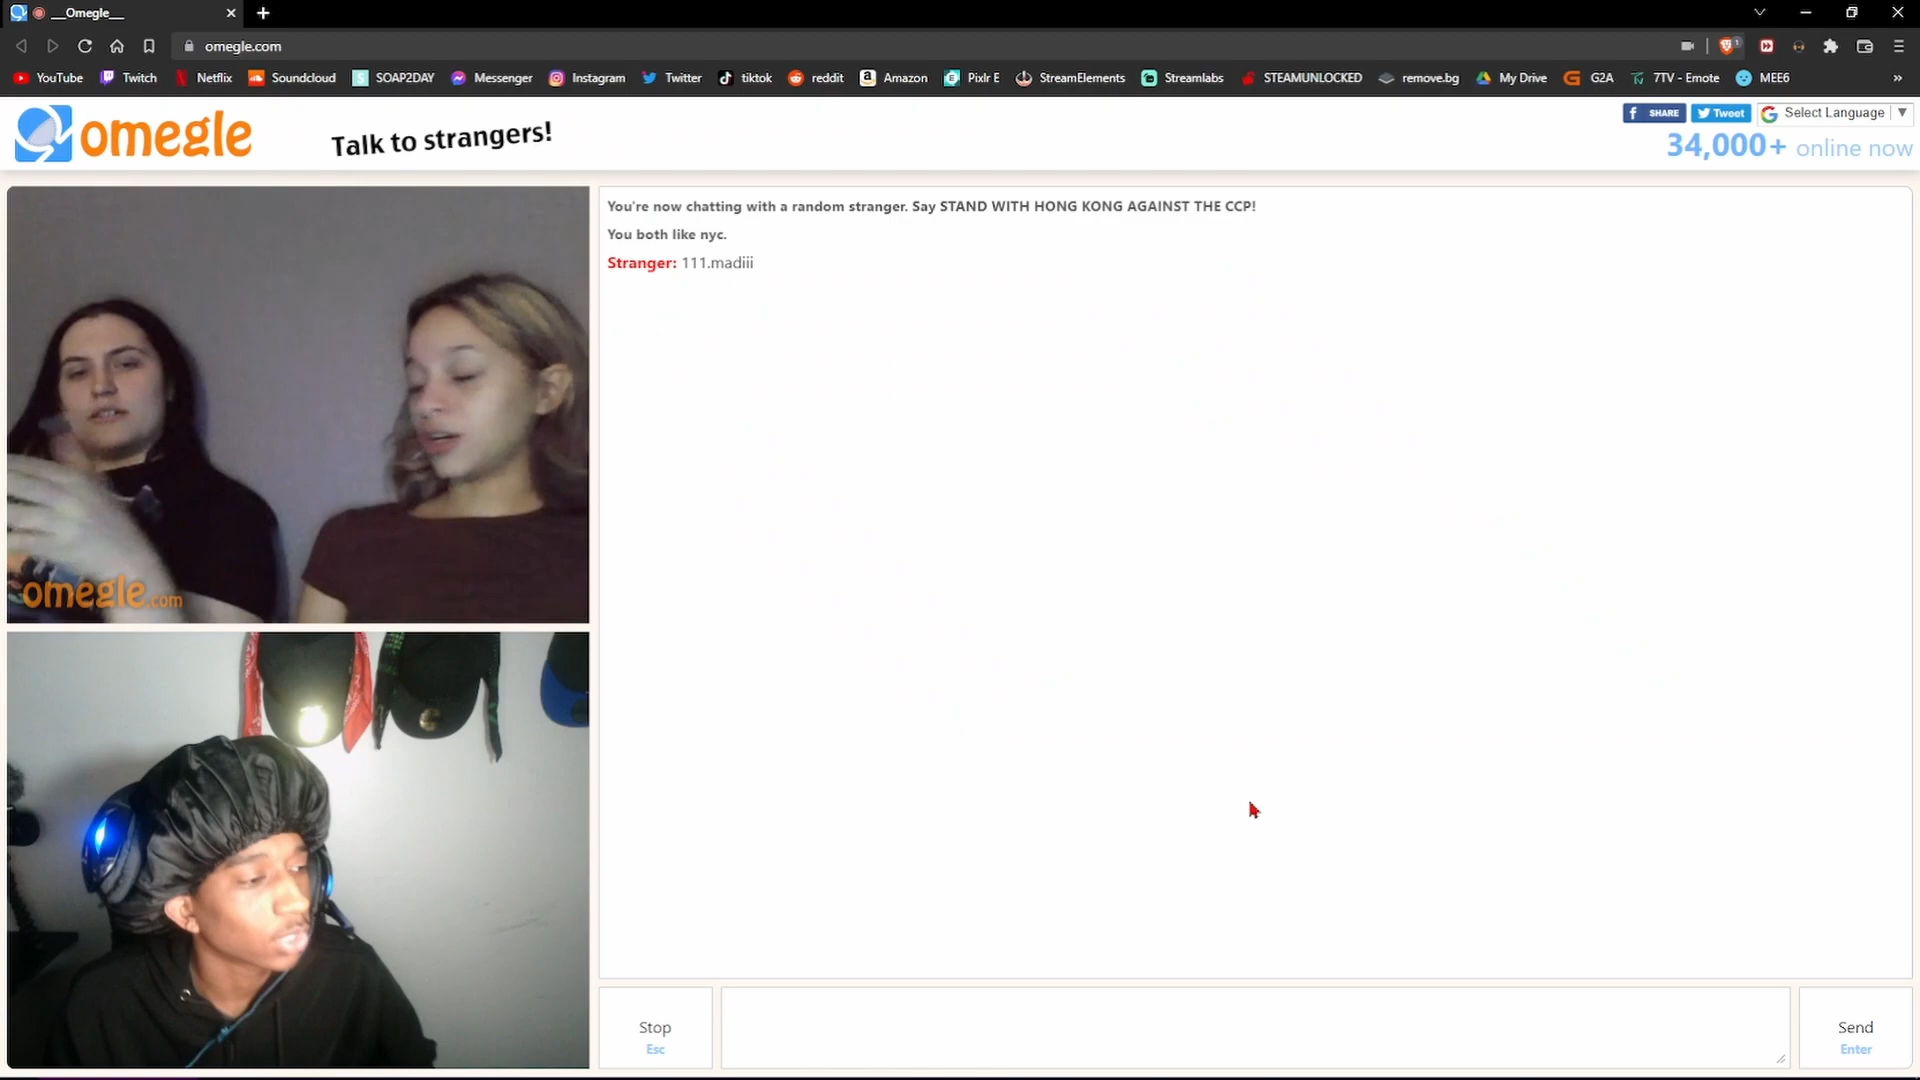 __Omegle__
omegle.com
1
YouTube Twitch Netflix Soundcloud SOAP2DAY Messenger Instagram Twitter tiktok reddit Amazon Pixlr E StreamElements Streamlabs STEAMUNLOCKED remove.bg My Drive G2A 7TV - Emote MEE6 »
omegle
Talk to strangers!
f SHARE Tweet Select Language ▼
34,000+ online now
You're now chatting with a random stranger. Say STAND WITH HONG KONG AGAINST THE CCP!
You both like nyc.
Stranger: 111.madiii
omegle.com
Stop
Esc
Send
Enter